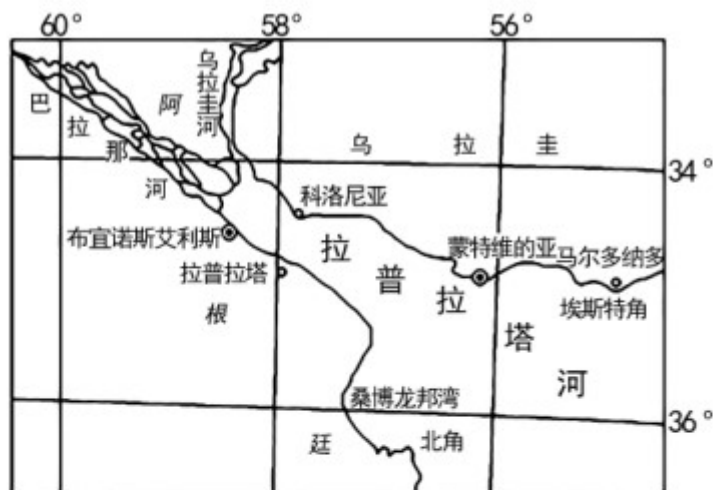 60°
58°
56°
乌拉圭河
巴拉那河
阿
乌拉圭
34°
科洛尼亚
布宜诺斯艾利斯
拉普拉塔河
蒙特维的亚
马尔多纳多
拉普拉塔
埃斯特角
根
桑博龙邦湾
36°
廷
北角